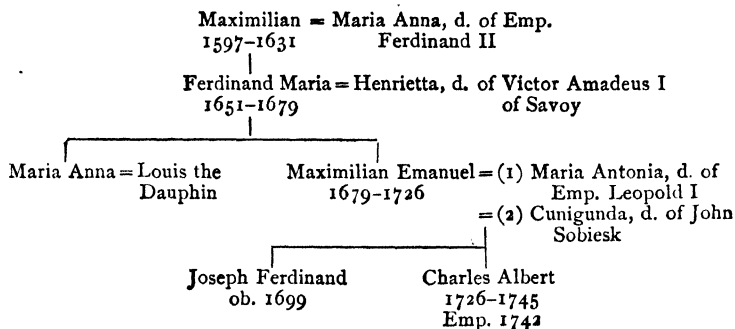 Maximilian = Maria Anna, d. of Emp.
1597–1631 Ferdinand II
Ferdinand Maria = Henrietta, d. of Victor Amadeus I
1651–1679 of Savoy
Maria Anna = Louis the
Dauphin
Maximilian Emanuel = (1) Maria Antonia, d. of
1679–1726 Emp. Leopold I
= (2) Cunigunda, d. of John
Sobiesk
Joseph Ferdinand
ob. 1699
Charles Albert
1726–1745
Emp. 1742